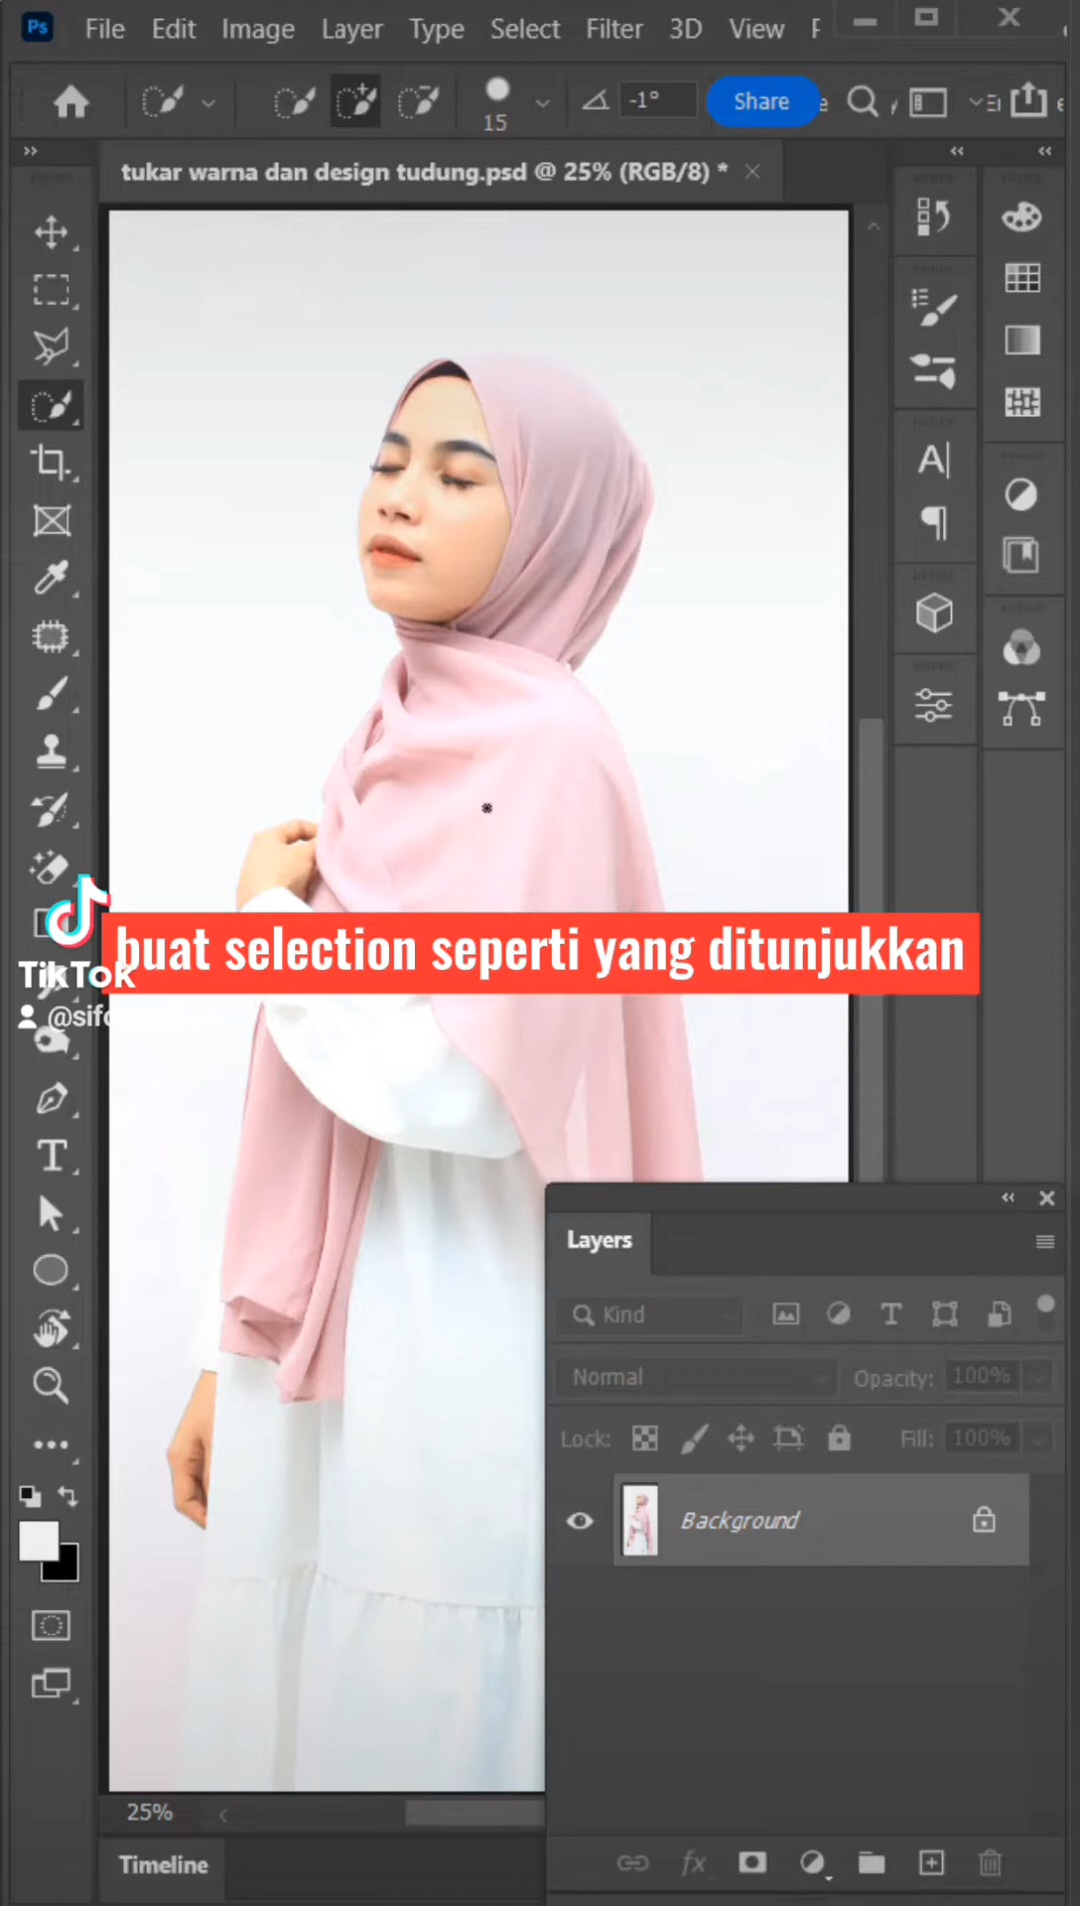 Ps File Edit Image Layer Type Select Filter 3D View
15 -1° Share
tukar warna dan design tudung.psd @ 25% (RGB/8) *
buat selection seperti yang ditunjukkan
TikTok
Layers
Kind
Normal Opacity: 100%
Lock: Fill: 100%
Background
25%
Timeline
fx